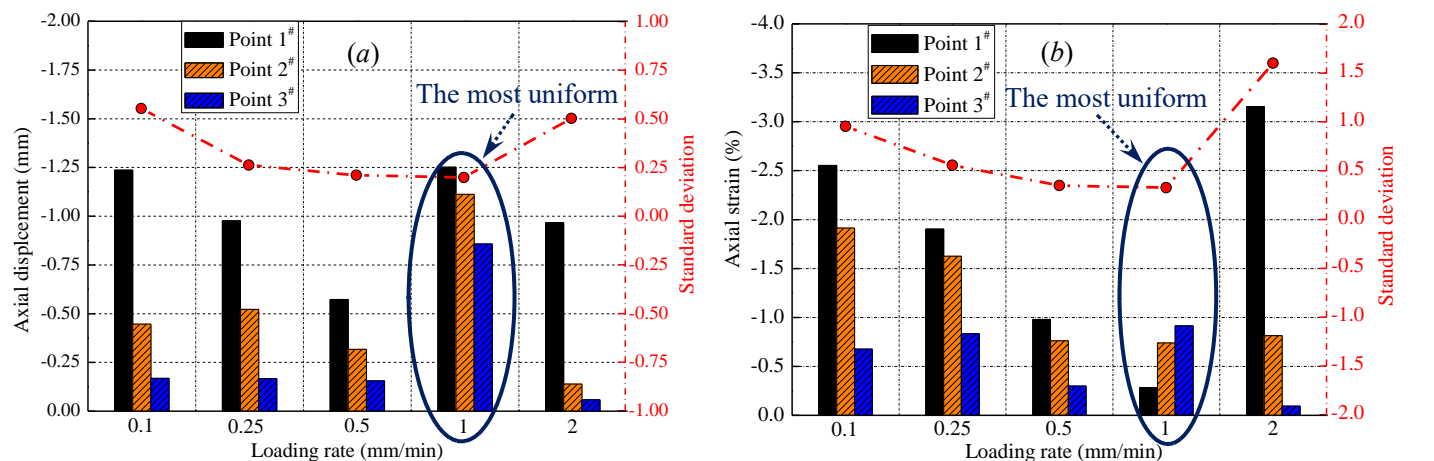 -2.00
-1.75
-1.50
-1.25
-1.00
-0.75
-0.50
-0.25
0.00
Axial displcement (mm)
Point 1#
Point 2#
Point 3#
(a)
The most uniform
1.00
0.75
0.50
0.25
0.00
-0.25
-0.50
-0.75
-1.00
Standard deviation
0.1 0.25 0.5 1 2
Loading rate (mm/min)
-4.0
-3.5
-3.0
-2.5
-2.0
-1.5
-1.0
-0.5
0.0
Axial strain (%)
Point 1#
Point 2#
Point 3#
(b)
The most uniform
2.0
1.5
1.0
0.5
0.0
-0.5
-1.0
-1.5
-2.0
Standard deviation
0.1 0.25 0.5 1 2
Loading rate (mm/min)